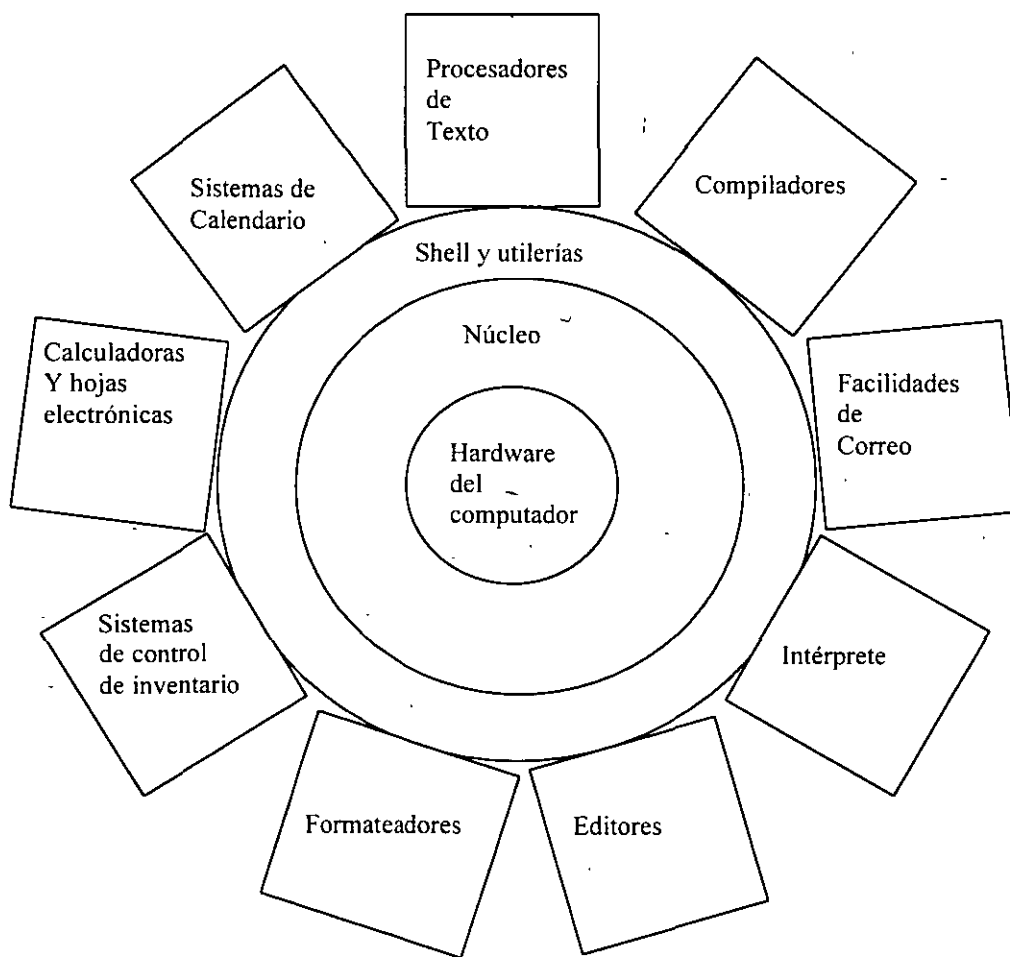 Procesadores
de
Texto
Sistemas de
Calendario
Compiladores
Shell y utilerías
Núcleo
Calculadoras
Y hojas
electrónicas
Facilidades
de
Correo
Hardware
del
computador
Sistemas
de control
de inventario
Intérprete
Formateadores
Editores